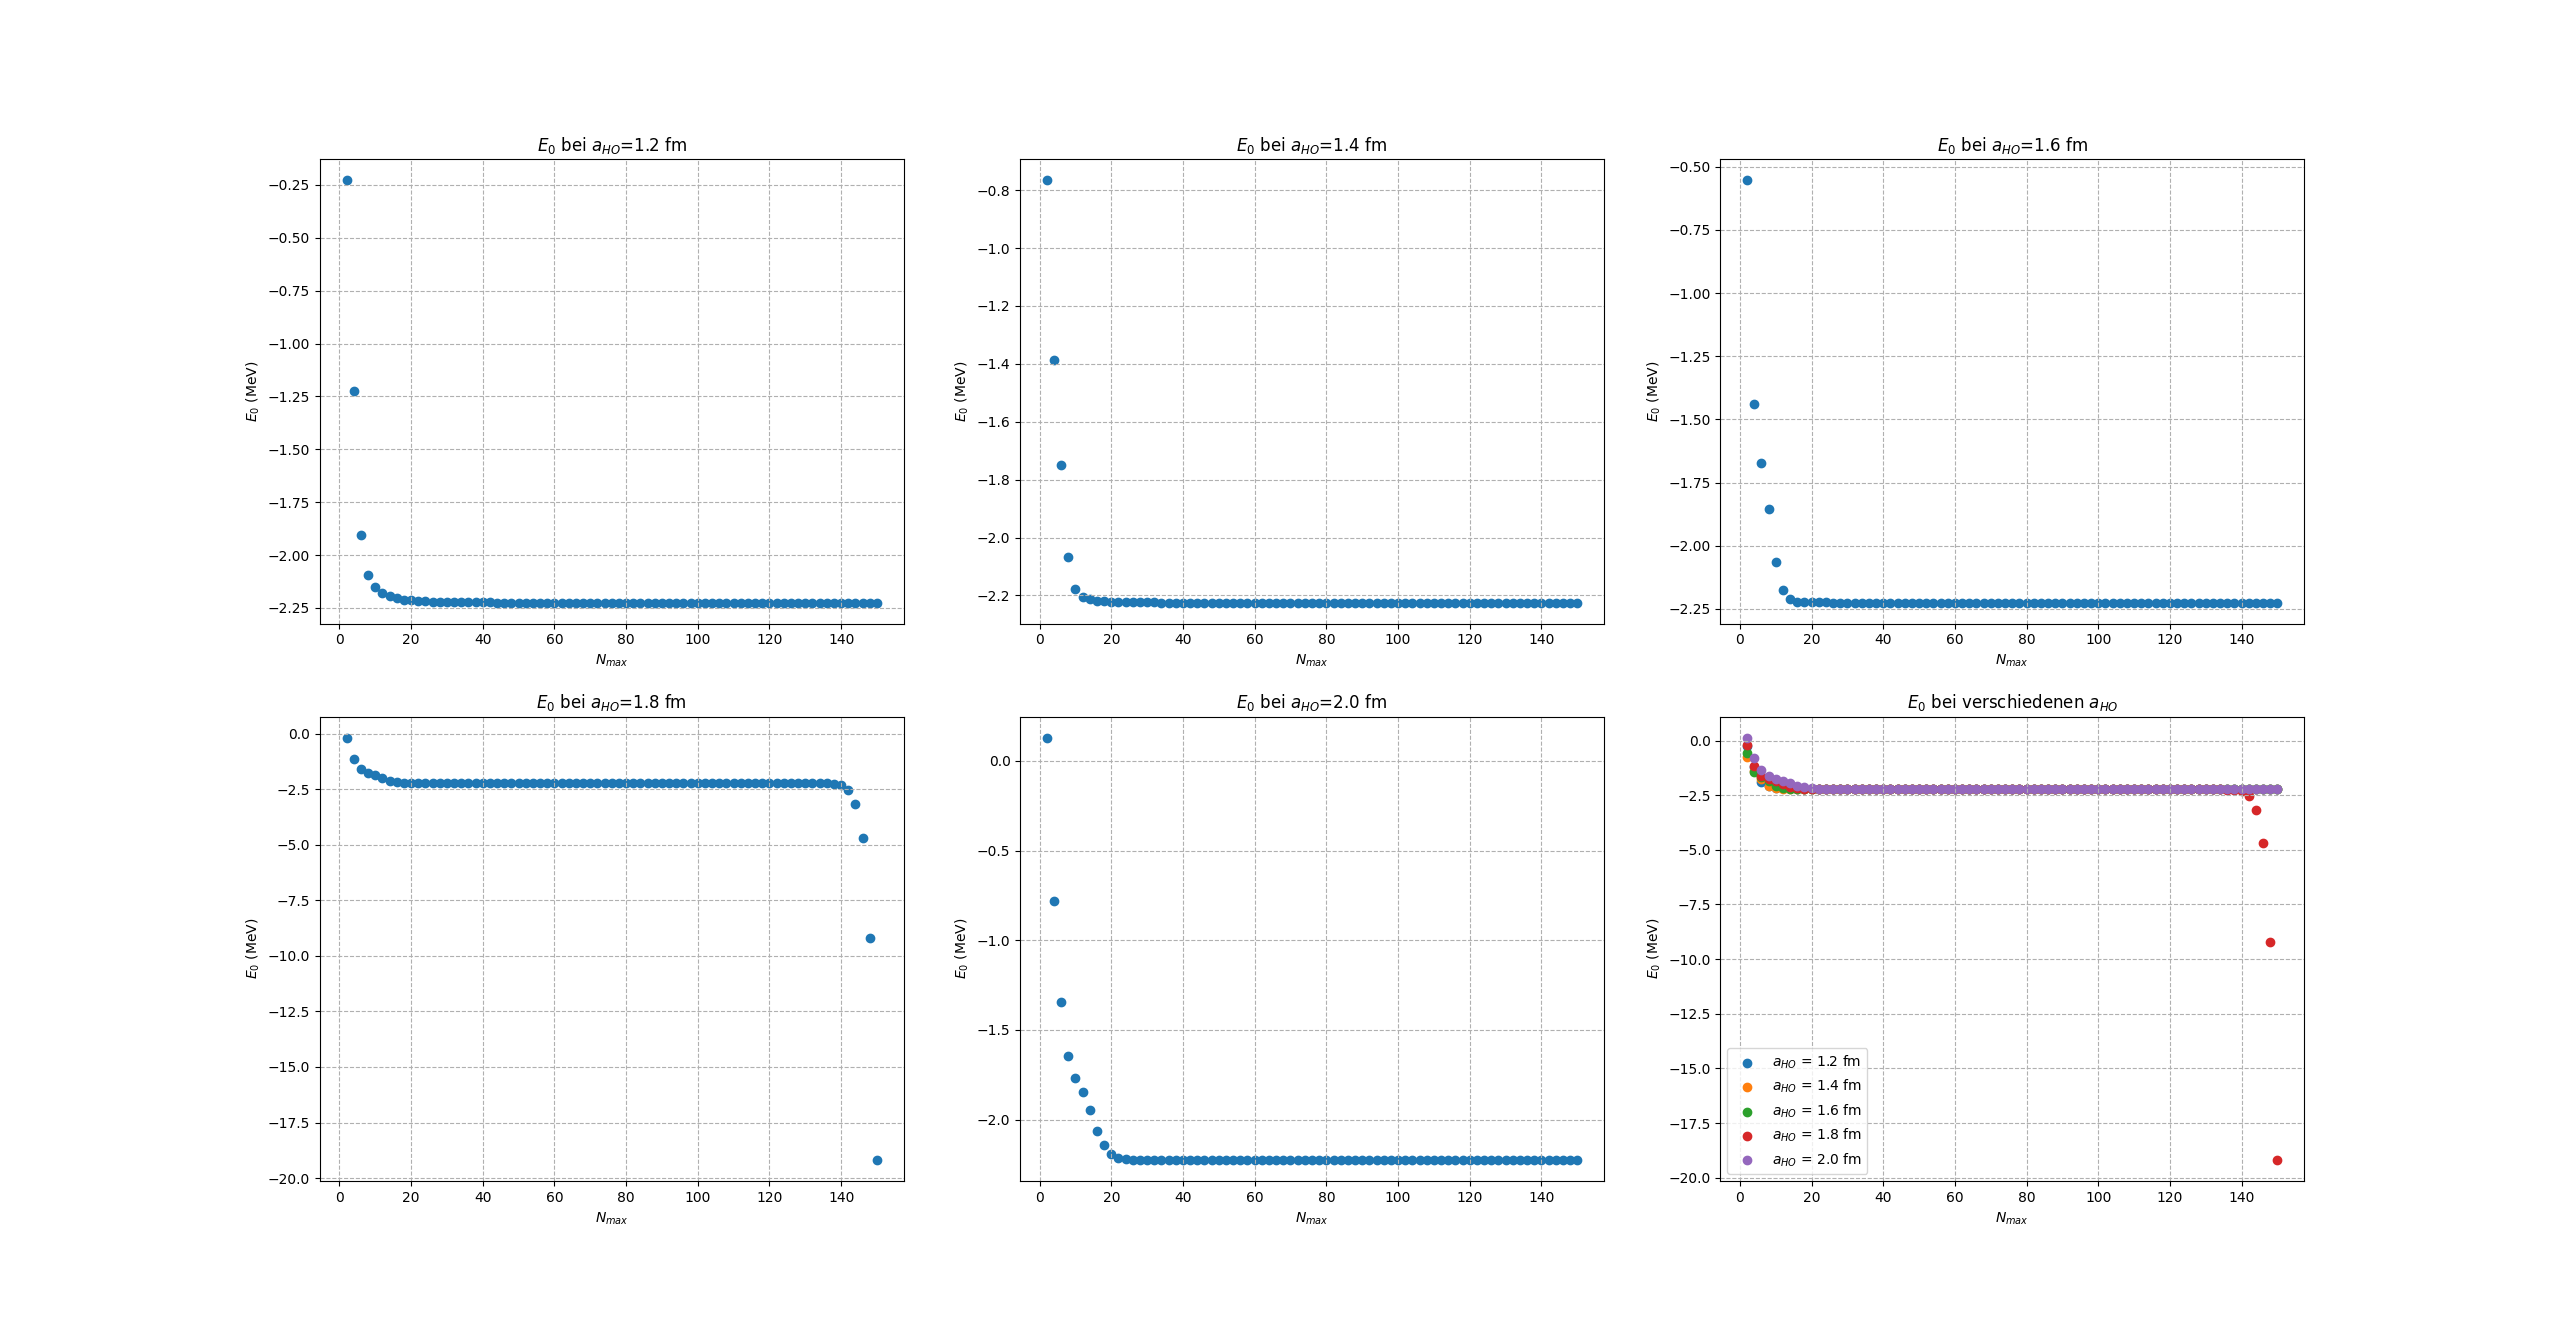 E₀ bei a_HO=1.2 fm
−0.25
−0.50
−0.75
−1.00
−1.25
−1.50
−1.75
−2.00
−2.25
E₀ (MeV)
0 20 40 60 80 100 120 140
N_max
E₀ bei a_HO=1.4 fm
−0.8
−1.0
−1.2
−1.4
−1.6
−1.8
−2.0
−2.2
E₀ (MeV)
0 20 40 60 80 100 120 140
N_max
E₀ bei a_HO=1.6 fm
−0.50
−0.75
−1.00
−1.25
−1.50
−1.75
−2.00
−2.25
E₀ (MeV)
0 20 40 60 80 100 120 140
N_max
E₀ bei a_HO=1.8 fm
0.0
−2.5
−5.0
−7.5
−10.0
−12.5
−15.0
−17.5
−20.0
E₀ (MeV)
0 20 40 60 80 100 120 140
N_max
E₀ bei a_HO=2.0 fm
0.0
−0.5
−1.0
−1.5
−2.0
E₀ (MeV)
0 20 40 60 80 100 120 140
N_max
E₀ bei verschiedenen a_HO
0.0
−2.5
−5.0
−7.5
−10.0
−12.5
−15.0
−17.5
−20.0
E₀ (MeV)
a_HO = 1.2 fm
a_HO = 1.4 fm
a_HO = 1.6 fm
a_HO = 1.8 fm
a_HO = 2.0 fm
0 20 40 60 80 100 120 140
N_max